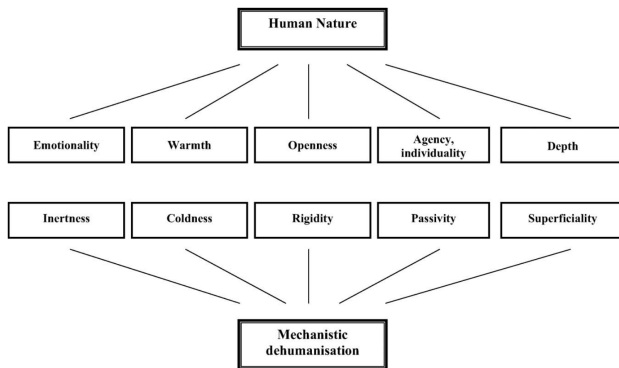 Human Nature
Emotionality
Warmth
Openness
Agency,
individuality
Depth
Inertness
Coldness
Rigidity
Passivity
Superficiality
Mechanistic
dehumanisation